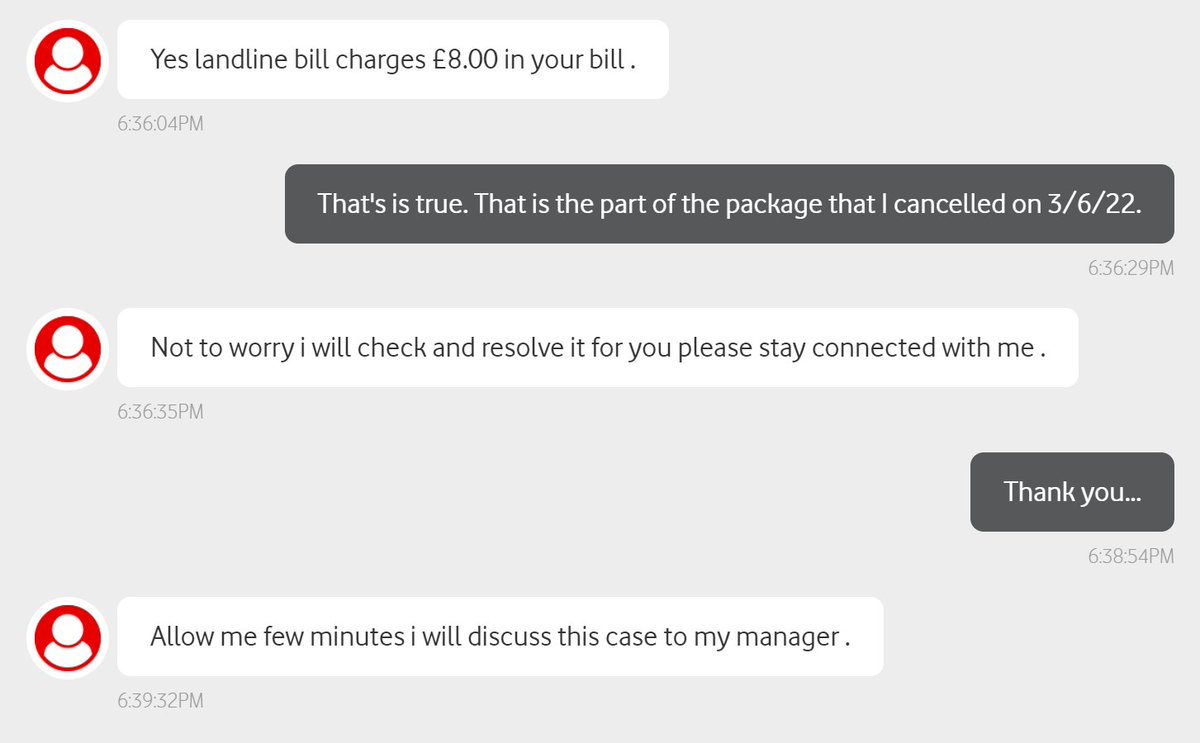 Yes landline bill charges £8.00 in your bill .
6:36:04PM
That's is true. That is the part of the package that I cancelled on 3/6/22.
6:36:29PM
Not to worry i will check and resolve it for you please stay connected with me .
6:36:35PM
Thank you...
6:38:54PM
Allow me few minutes i will discuss this case to my manager .
6:39:32PM